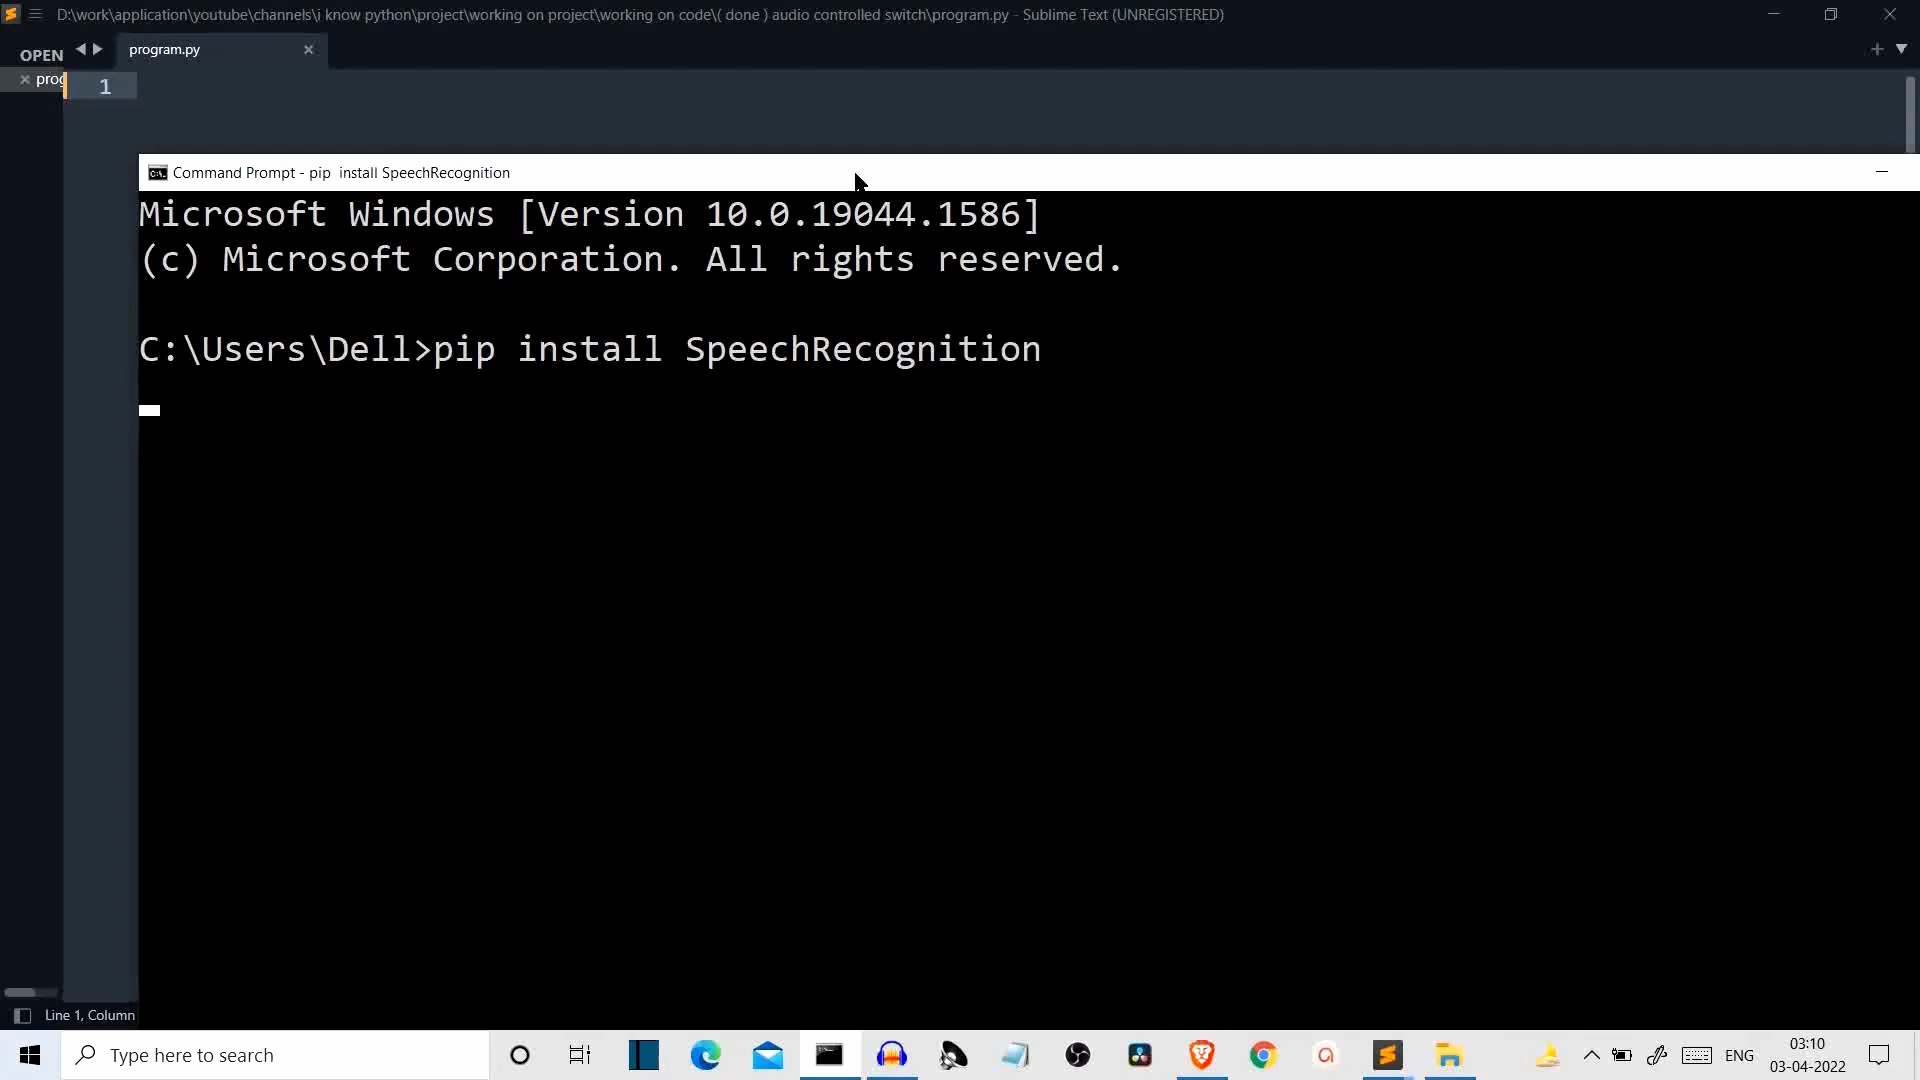 D:\work\application\youtube\channels\i know python\project\working on project\working on code\( done ) audio controlled switch\program.py - Sublime Text (UNREGISTERED)
OPEN
program.py
prog
1
Command Prompt - pip  install SpeechRecognition
Microsoft Windows [Version 10.0.19044.1586]
(c) Microsoft Corporation. All rights reserved.
C:\Users\Dell>pip install SpeechRecognition
Line 1, Column
Type here to search
ENG
03:10
03-04-2022